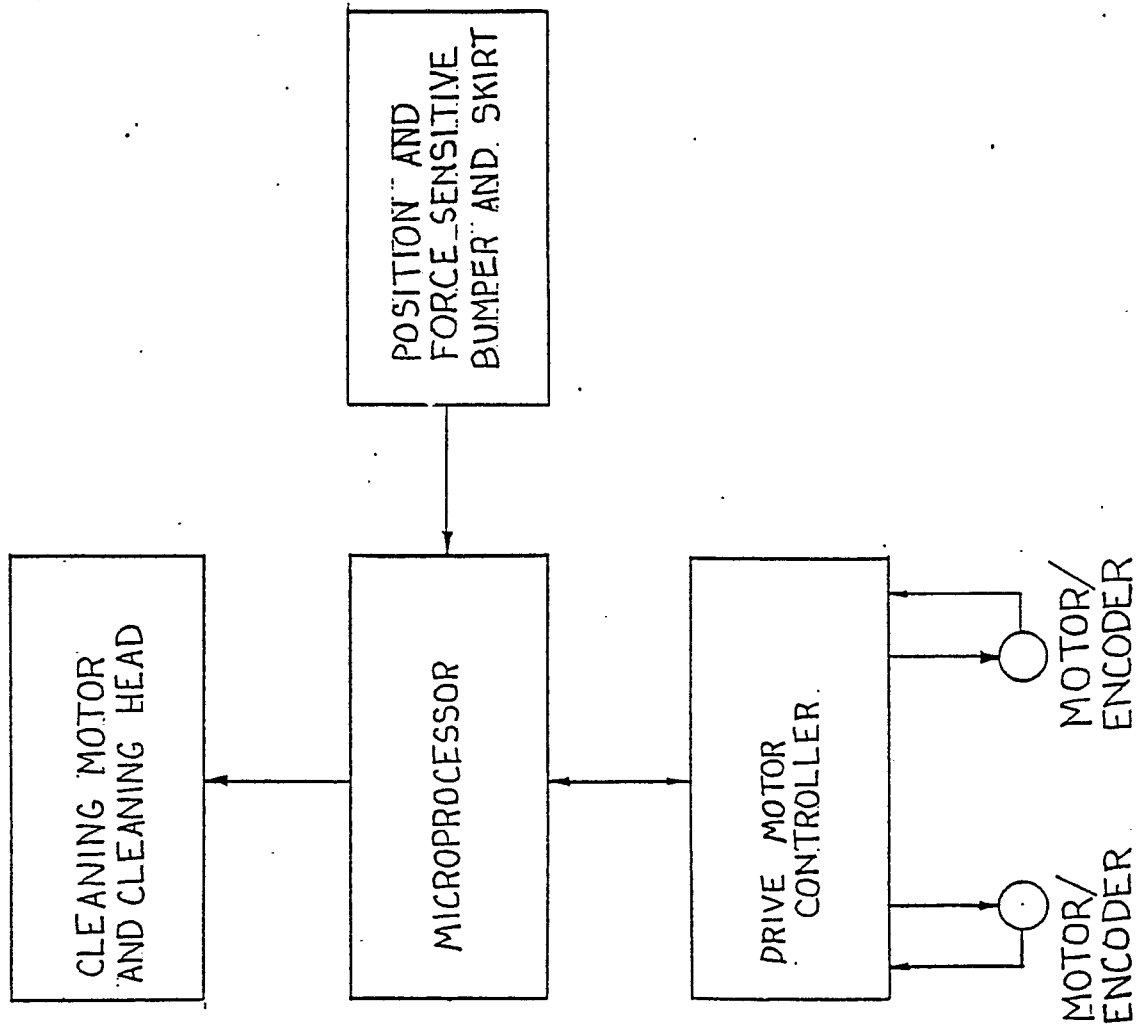 POSITION AND
FORCE SENSITIVE
BUMPER AND SKIRT
CLEANING MOTOR
AND CLEANING HEAD
MICROPROCESSOR
DRIVE MOTOR
CONTROLLER
MOTOR/
ENCODER
MOTOR/
ENCODER